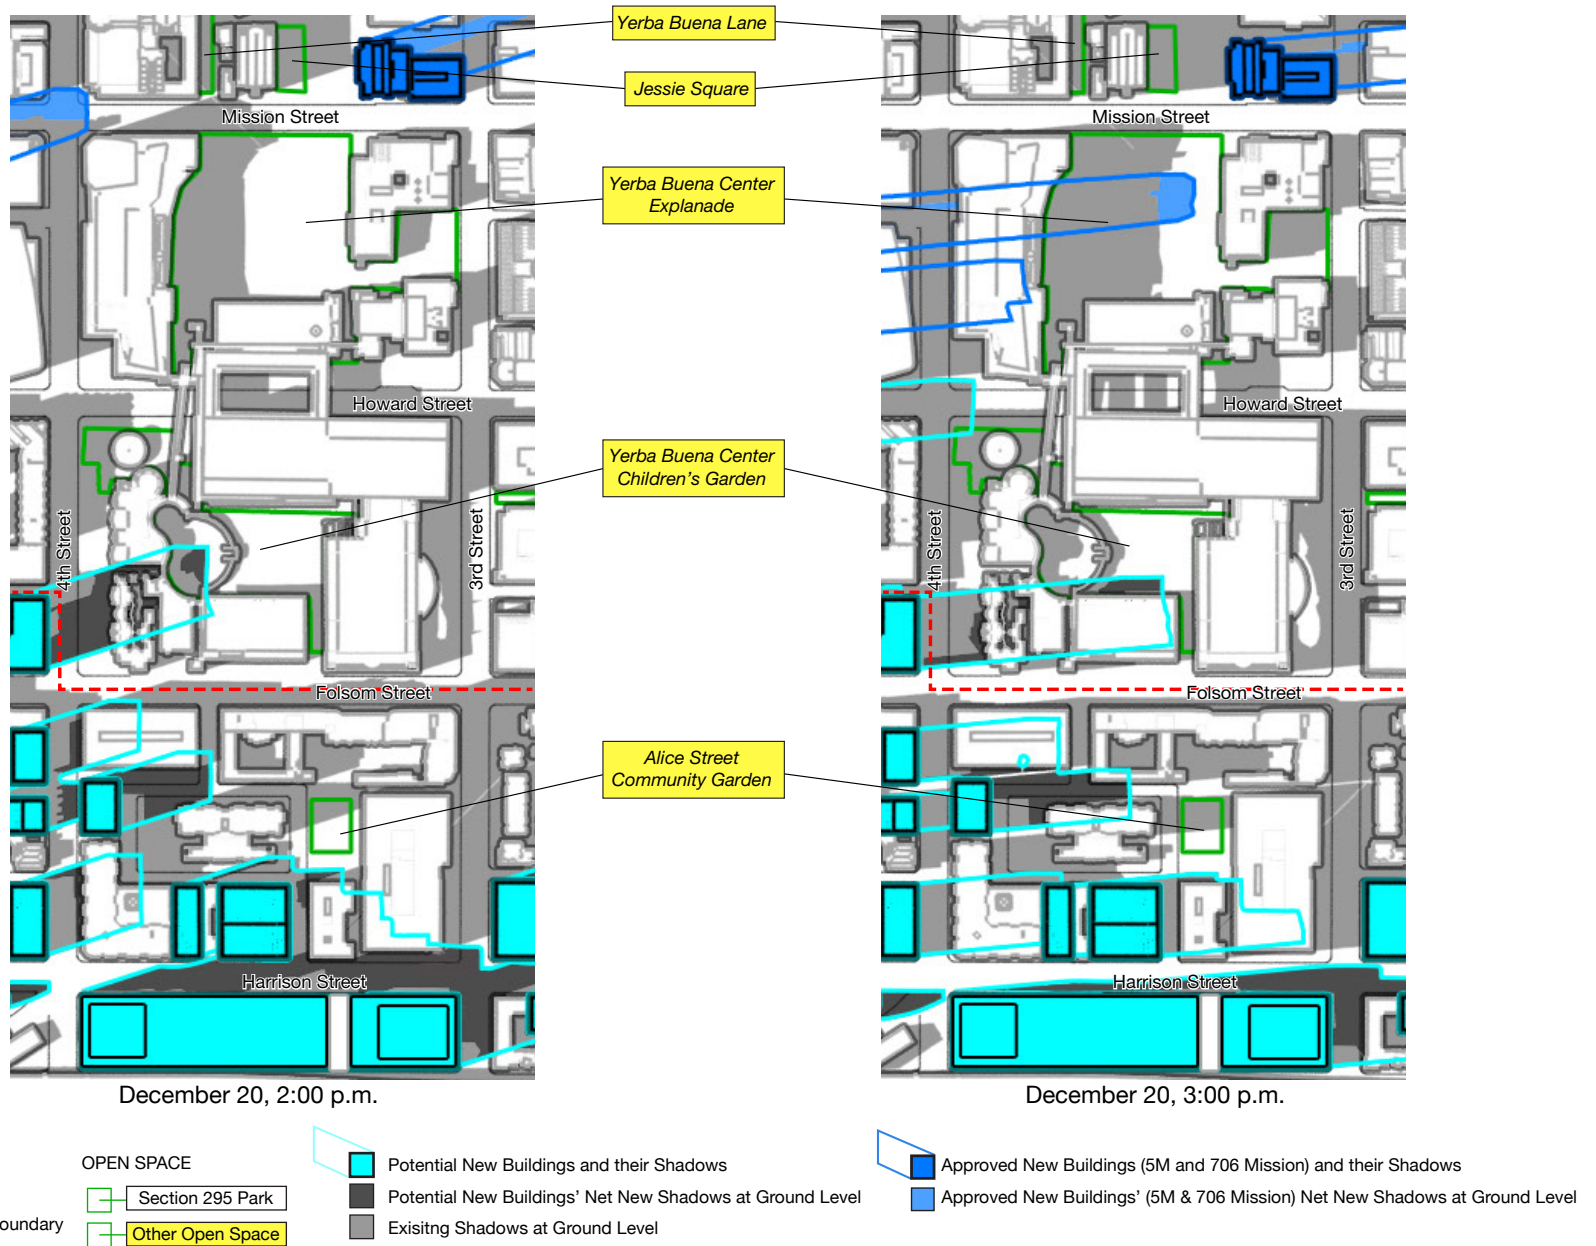 Yerba Buena Lane
Jessie Square
Mission Street
Mission Street
Yerba Buena Center
Explanade
Howard Street
Howard Street
Yerba Buena Center
Children's Garden
4th Street
3rd Street
4th Street
3rd Street
Folsom Street
Folsom Street
Alice Street
Community Garden
Harrison Street
Harrison Street
December 20, 2:00 p.m.
December 20, 3:00 p.m.
OPEN SPACE
Section 295 Park
oundary
Other Open Space
Potential New Buildings and their Shadows
Potential New Buildings' Net New Shadows at Ground Level
Exisitng Shadows at Ground Level
Approved New Buildings (5M and 706 Mission) and their Shadows
Approved New Buildings' (5M & 706 Mission) Net New Shadows at Ground Level